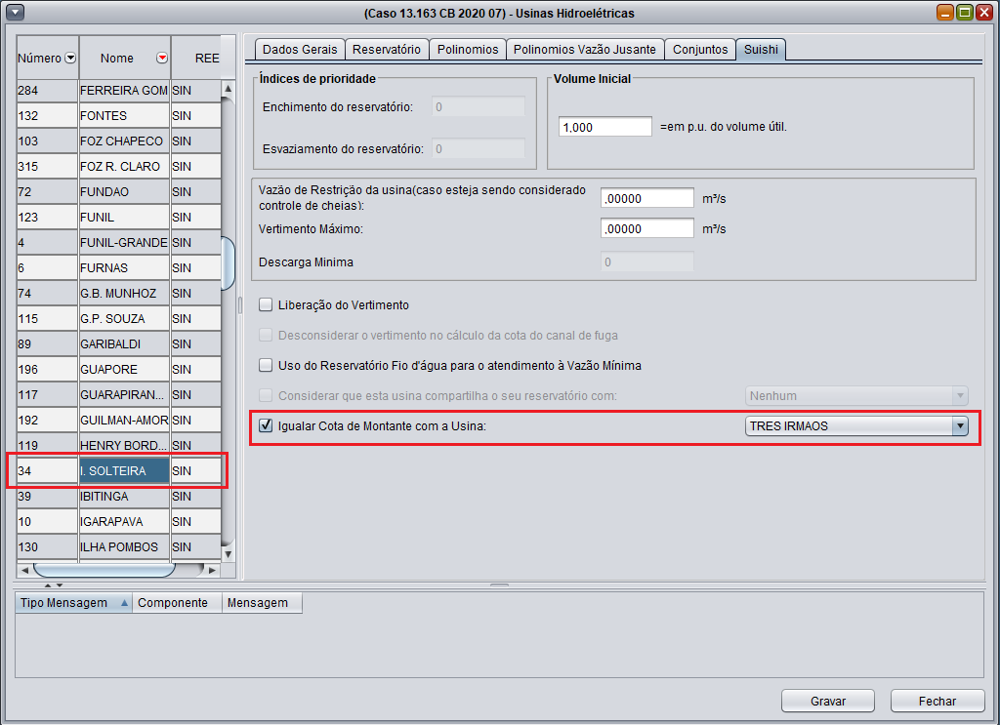 (Caso 13.163 CB 2020 07) - Usinas Hidroelétricas
Número Nome REE
284 FERREIRA GOM SIN
132 FONTES SIN
103 FOZ CHAPECO SIN
315 FOZ R. CLARO SIN
72 FUNDAO SIN
123 FUNIL SIN
4 FUNIL-GRANDE SIN
6 FURNAS SIN
74 G.B. MUNHOZ SIN
115 G.P. SOUZA SIN
89 GARIBALDI SIN
196 GUAPORE SIN
117 GUARAPIRAN... SIN
192 GUILMAN-AMOR SIN
119 HENRY BORD... SIN
34 I. SOLTEIRA SIN
39 IBITINGA SIN
10 IGARAPAVA SIN
130 ILHA POMBOS SIN
Dados Gerais Reservatório Polinomios Polinomios Vazão Jusante Conjuntos Suishi
Índices de prioridade
Enchimento do reservatório: 0
Esvaziamento do reservatório: 0
Volume Inicial
1,000 =em p.u. do volume útil.
Vazão de Restrição da usina(caso esteja sendo considerado
controle de cheias): ,00000 m³/s
Vertimento Máximo: ,00000 m³/s
Descarga Minima 0
Liberação do Vertimento
Desconsiderar o vertimento no cálculo da cota do canal de fuga
Uso do Reservatório Fio d'água para o atendimento à Vazão Mínima
Considerar que esta usina compartilha o seu reservatório com: Nenhum
Igualar Cota de Montante com a Usina: TRES IRMAOS
Tipo Mensagem Componente Mensagem
Gravar Fechar